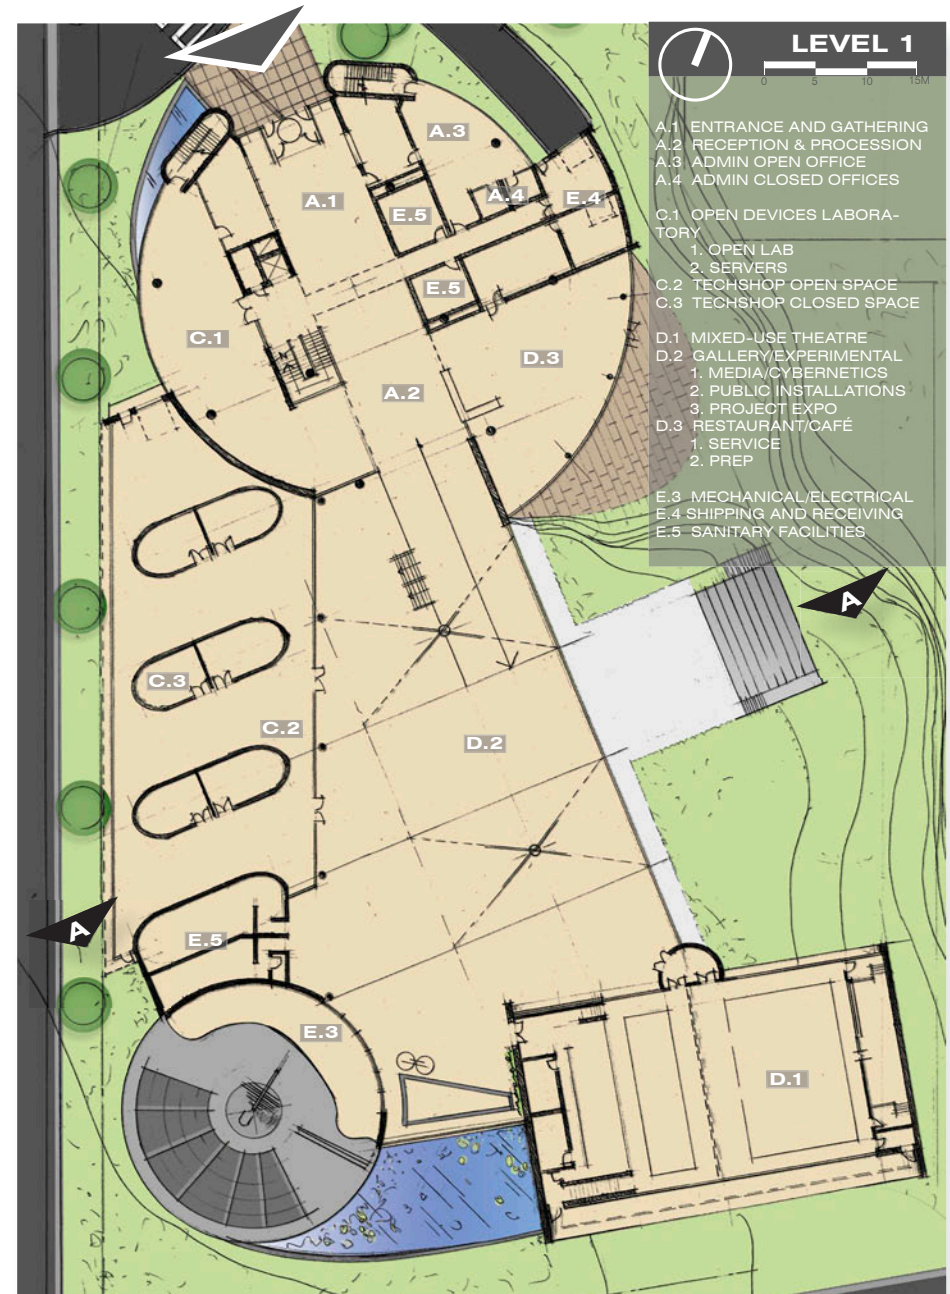 LEVEL 1
0 5 10 15M
A.1 ENTRANCE AND GATHERING
A.2 RECEPTION & PROCESSION
A.3 ADMIN OPEN OFFICE
A.4 ADMIN CLOSED OFFICES
C.1 OPEN DEVICES LABORA-
TORY
1. OPEN LAB
2. SERVERS
C.2 TECHSHOP OPEN SPACE
C.3 TECHSHOP CLOSED SPACE
D.1 MIXED-USE THEATRE
D.2 GALLERY/EXPERIMENTAL
1. MEDIA/CYBERNETICS
2. PUBLIC INSTALLATIONS
3. PROJECT EXPO
D.3 RESTAURANT/CAFÉ
1. SERVICE
2. PREP
E.3 MECHANICAL/ELECTRICAL
E.4 SHIPPING AND RECEIVING
E.5 SANITARY FACILITIES
A.3
A.4
A.1
E.4
E.5
E.5
C.1
D.3
A.2
A
C.3
C.2
D.2
A
E.5
E.3
D.1